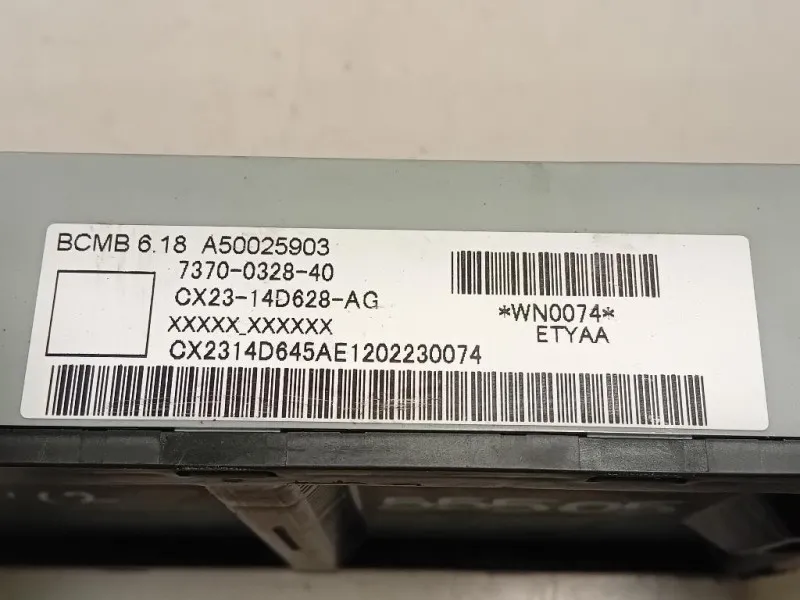 BCMB 6.18 A50025903
7370-0328-40
CX23-14D628-AG
XXXXX_XXXXXX
CX2314D645AE1202230074
*WN0074*
ETYAA